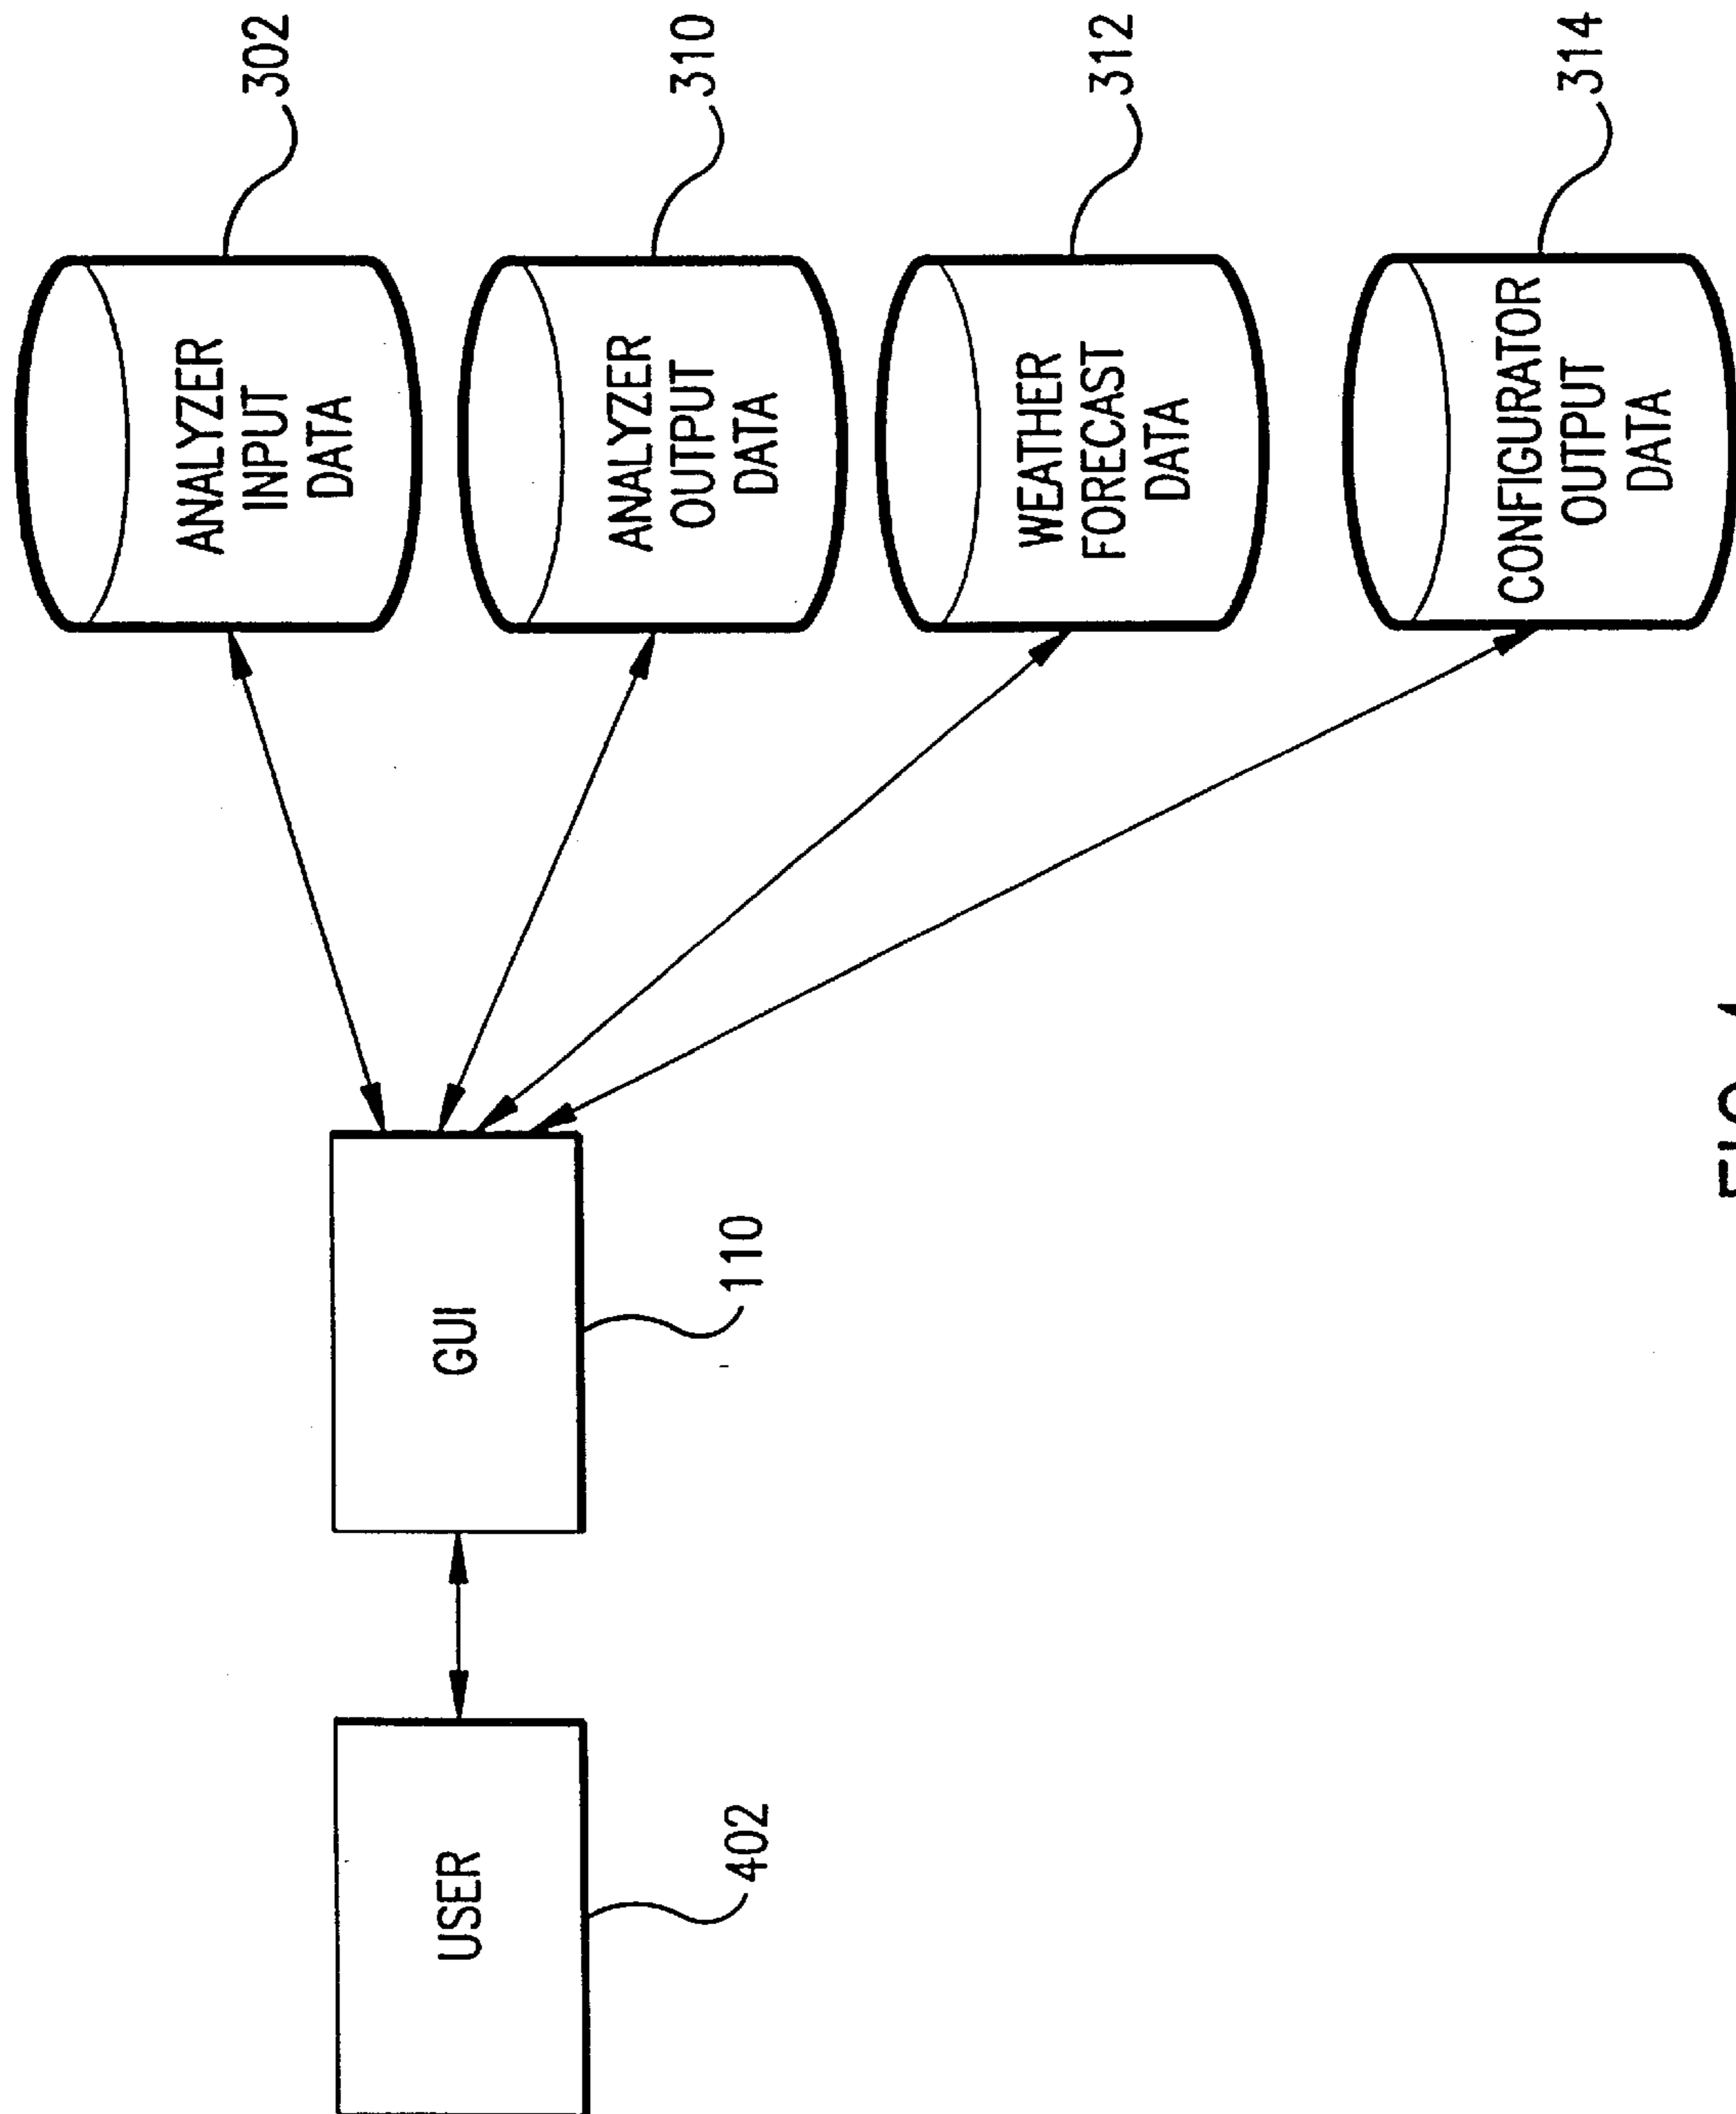 USER
402
GUI
110
ANALYZER
INPUT
DATA
302
ANALYZER
OUTPUT
DATA
310
WEATHER
FORECAST
DATA
312
CONFIGURATOR
OUTPUT
DATA
314